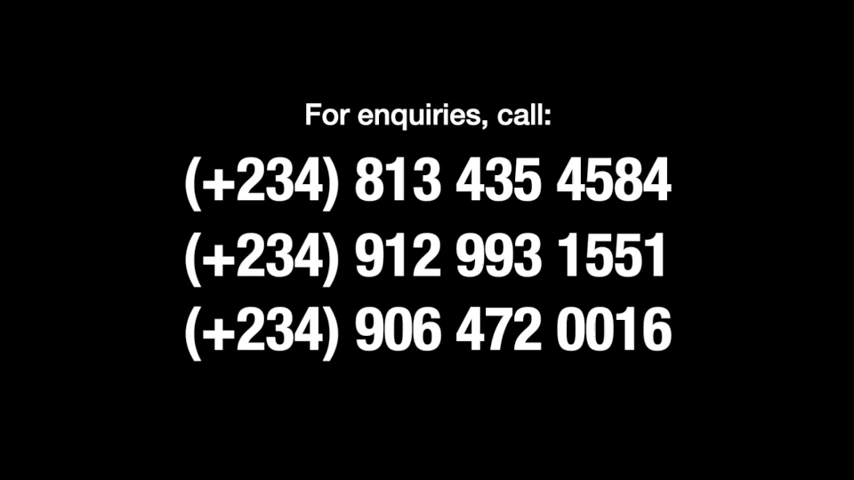 For enquiries, call:
(+234) 813 435 4584
(+234) 912 993 1551
(+234) 906 472 0016